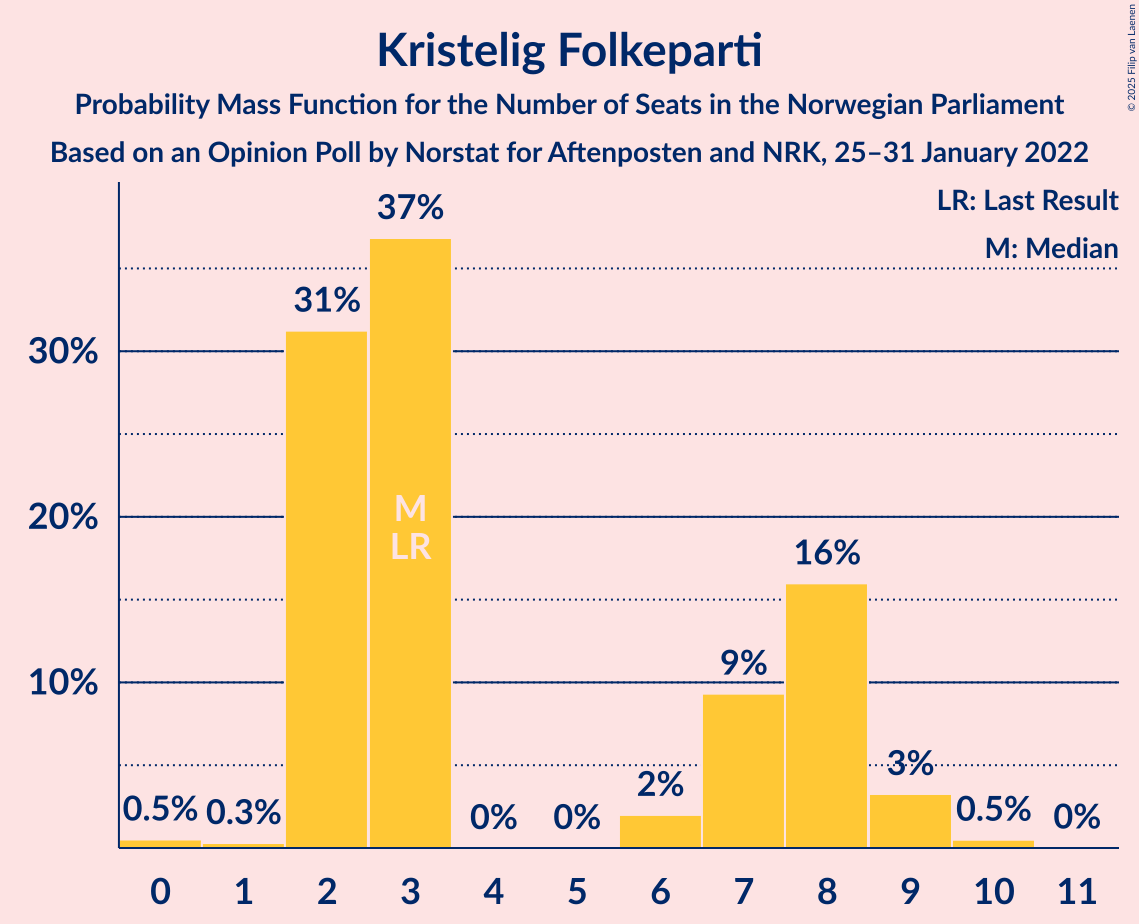 © 2025 Filip van Laenen
Kristelig Folkeparti
Probability Mass Function for the Number of Seats in the Norwegian Parliament
Based on an Opinion Poll by Norstat for Aftenposten and NRK, 25–31 January 2022
LR: Last Result
M: Median
37%
31%
30%
20%
10%
M
LR
16%
9%
3%
2%
0.5% 0.3% 0% 0% 0.5% 0%
0 1 2 3 4 5 6 7 8 9 10 11